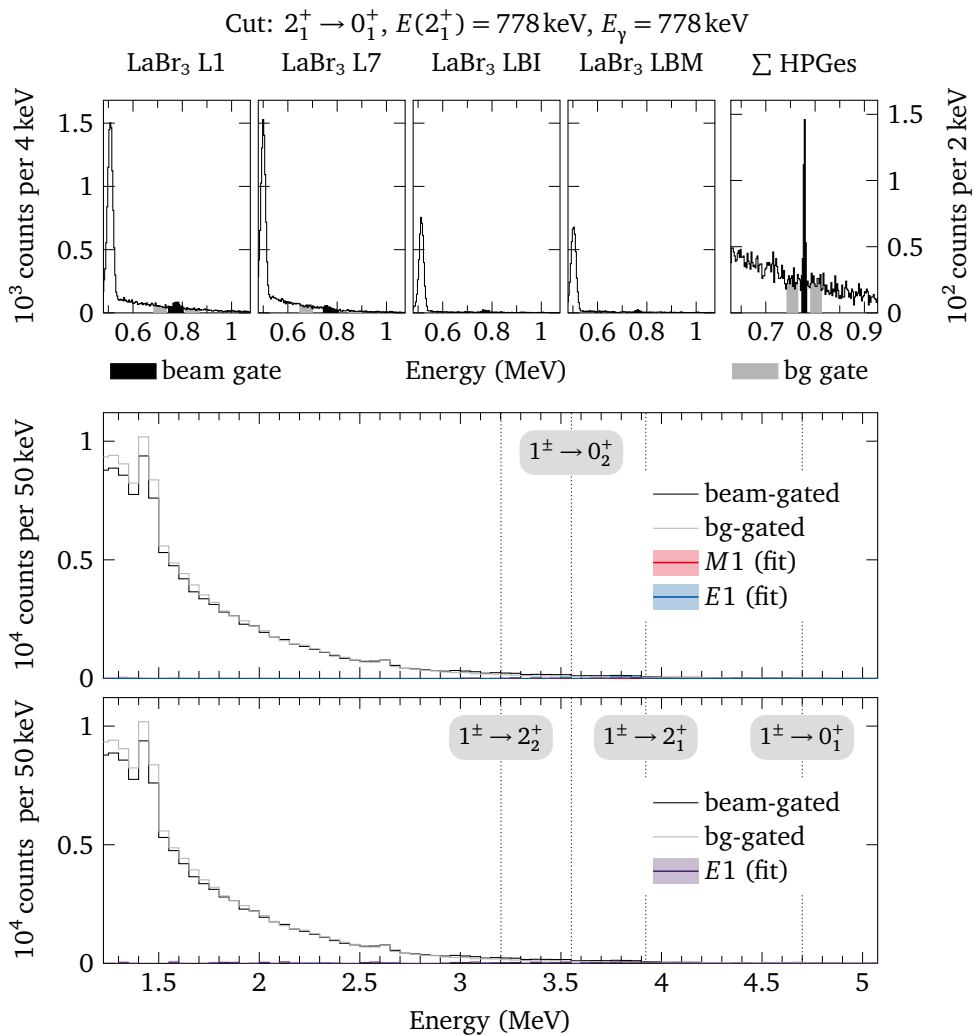 Cut: 2₁⁺ → 0₁⁺, E(2₁⁺) = 778 keV, Eᵧ = 778 keV
LaBr₃ L1 LaBr₃ L7 LaBr₃ LBI LaBr₃ LBM ∑ HPGes
10³ counts per 4 keV
1.5
1
0.5
0
1.5
1
0.5
0
10² counts per 2 keV
0.6 0.8 1 0.6 0.8 1 0.6 0.8 1 0.6 0.8 1 0.7 0.8 0.9
beam gate Energy (MeV) bg gate
10⁴ counts per 50 keV
1
0.5
0
1± → 0₂⁺
beam-gated
bg-gated
M1 (fit)
E1 (fit)
10⁴ counts per 50 keV
1
0.5
0
1± → 2₂⁺ 1± → 2₁⁺ 1± → 0₁⁺
beam-gated
bg-gated
E1 (fit)
1.5 2 2.5 3 3.5 4 4.5 5
Energy (MeV)